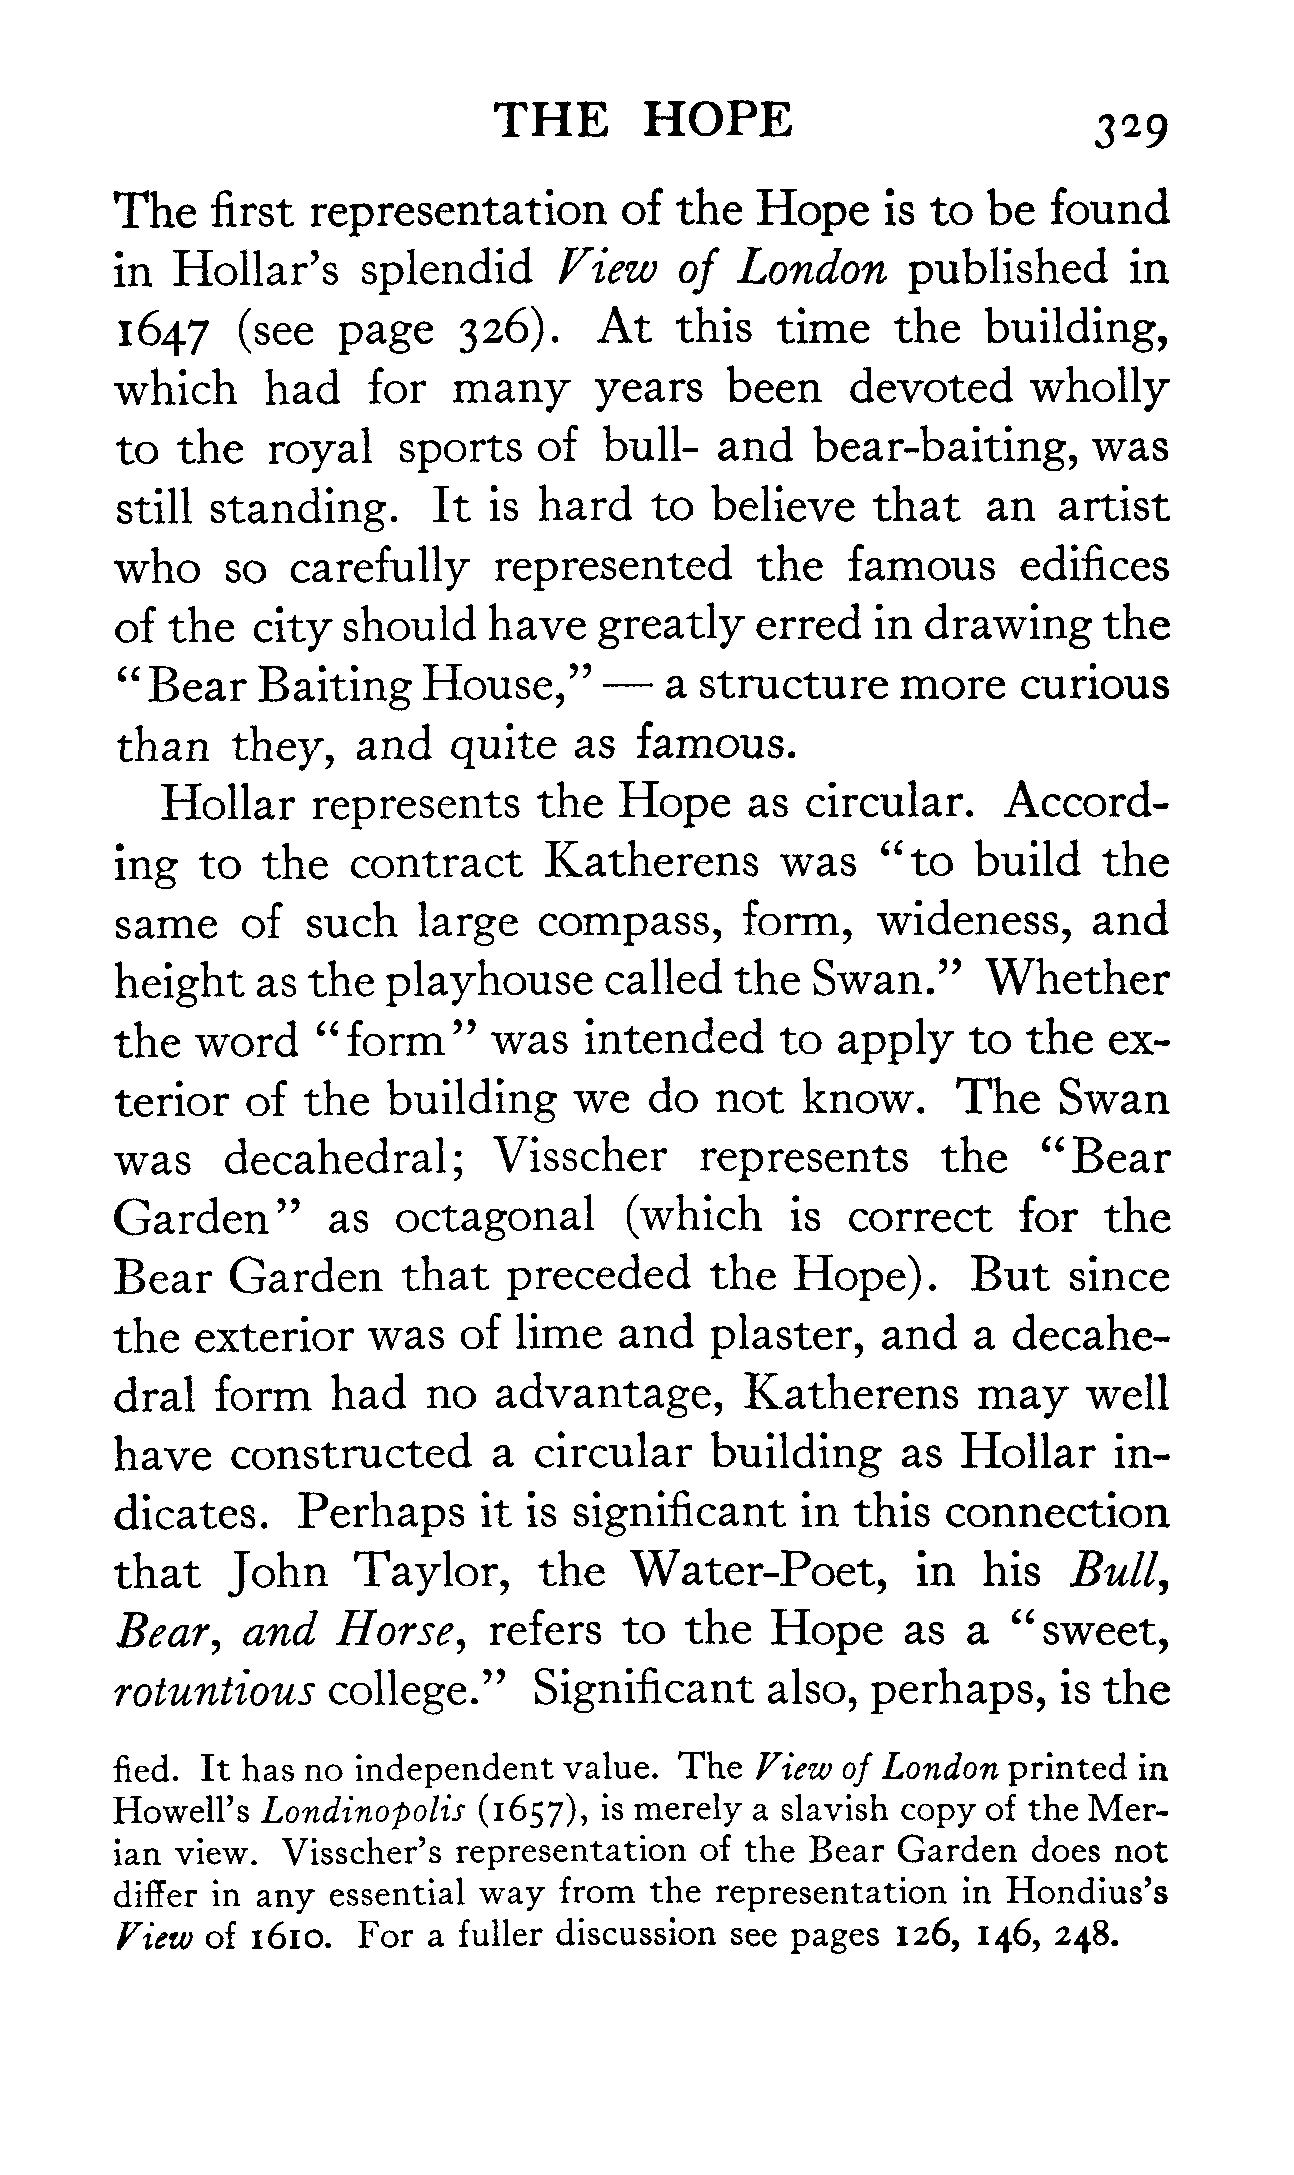 THE HOPE 329
The first representation of the Hope is to be found
in Hollar's splendid View of London published in
1647 (see page 326). At this time the building,
which had for many years been devoted wholly
to the royal sports of bull- and bear-baiting, was
still standing. It is hard to believe that an artist
who so carefully represented the famous edifices
of the city should have greatly erred in drawing the
“Bear Baiting House,” — a structure more curious
than they, and quite as famous.
Hollar represents the Hope as circular. Accord-
ing to the contract Katherens was “to build the
same of such large compass, form, wideness, and
height as the playhouse called the Swan.” Whether
the word “form” was intended to apply to the ex-
terior of the building we do not know. The Swan
was decahedral; Visscher represents the “Bear
Garden” as octagonal (which is correct for the
Bear Garden that preceded the Hope). But since
the exterior was of lime and plaster, and a decahe-
dral form had no advantage, Katherens may well
have constructed a circular building as Hollar in-
dicates. Perhaps it is significant in this connection
that John Taylor, the Water-Poet, in his Bull,
Bear, and Horse, refers to the Hope as a “sweet,
rotuntious college.” Significant also, perhaps, is the
fied. It has no independent value. The View of London printed in
Howell's Londinopolis (1657), is merely a slavish copy of the Mer-
ian view. Visscher's representation of the Bear Garden does not
differ in any essential way from the representation in Hondius's
View of 1610. For a fuller discussion see pages 126, 146, 248.